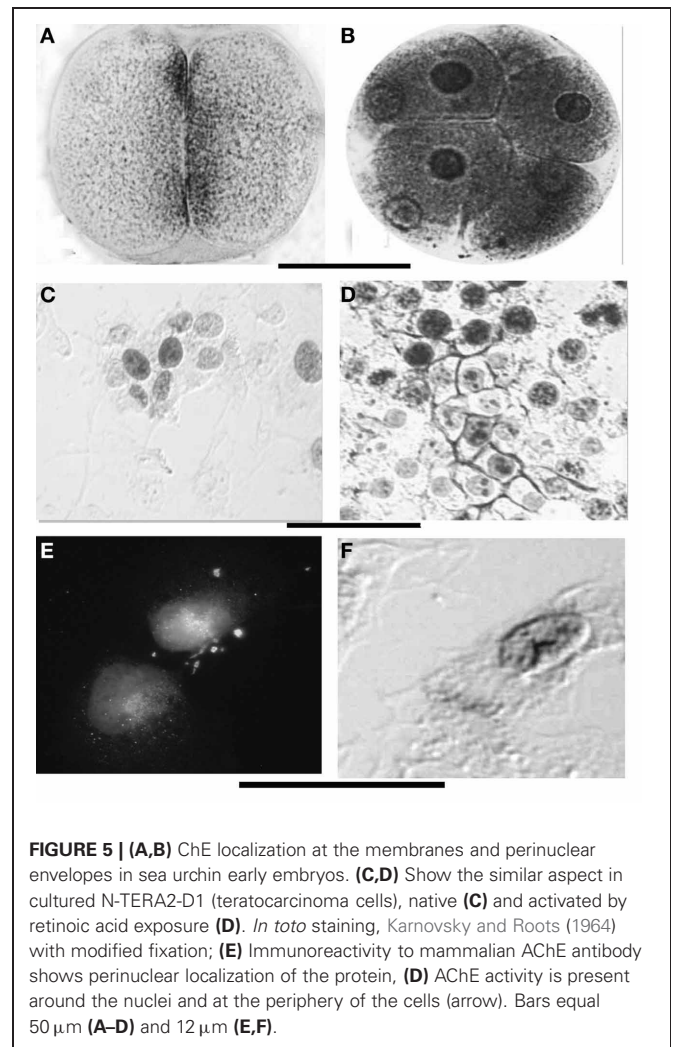 A
B
C
D
E
F
FIGURE 5 | (A,B) ChE localization at the membranes and perinuclear
envelopes in sea urchin early embryos. (C,D) Show the similar aspect in
cultured N-TERA2-D1 (teratocarcinoma cells), native (C) and activated by
retinoic acid exposure (D). In toto staining, Karnovsky and Roots (1964)
with modified fixation; (E) Immunoreactivity to mammalian AChE antibody
shows perinuclear localization of the protein, (D) AChE activity is present
around the nuclei and at the periphery of the cells (arrow). Bars equal
50 μm (A–D) and 12 μm (E,F).